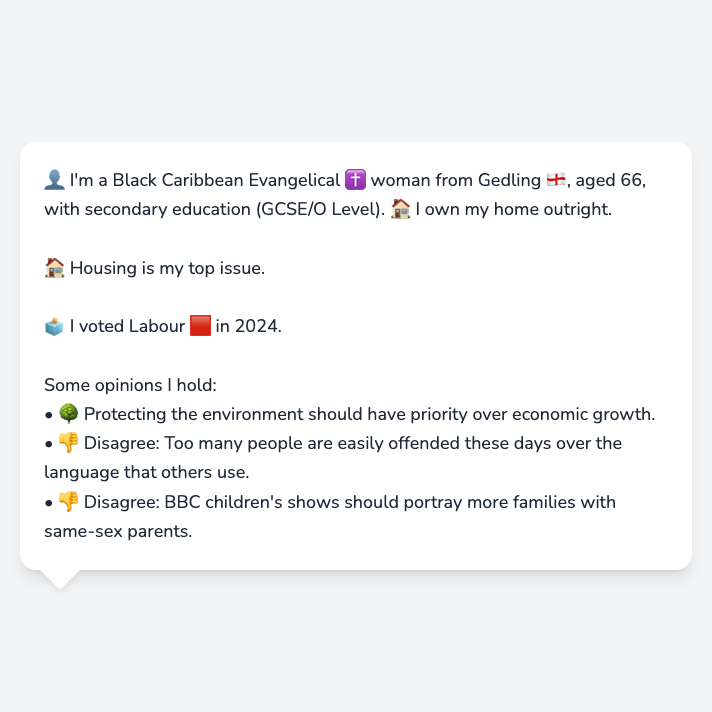 👤 I'm a Black Caribbean Evangelical ✝️ woman from Gedling 🏴󠁧󠁢󠁥󠁮󠁧󠁿, aged 66,
with secondary education (GCSE/O Level). 🏠 I own my home outright.
🏠 Housing is my top issue.
🗳️ I voted Labour 🟥 in 2024.
Some opinions I hold:
• 🌳 Protecting the environment should have priority over economic growth.
• 👎 Disagree: Too many people are easily offended these days over the
language that others use.
• 👎 Disagree: BBC children's shows should portray more families with
same-sex parents.